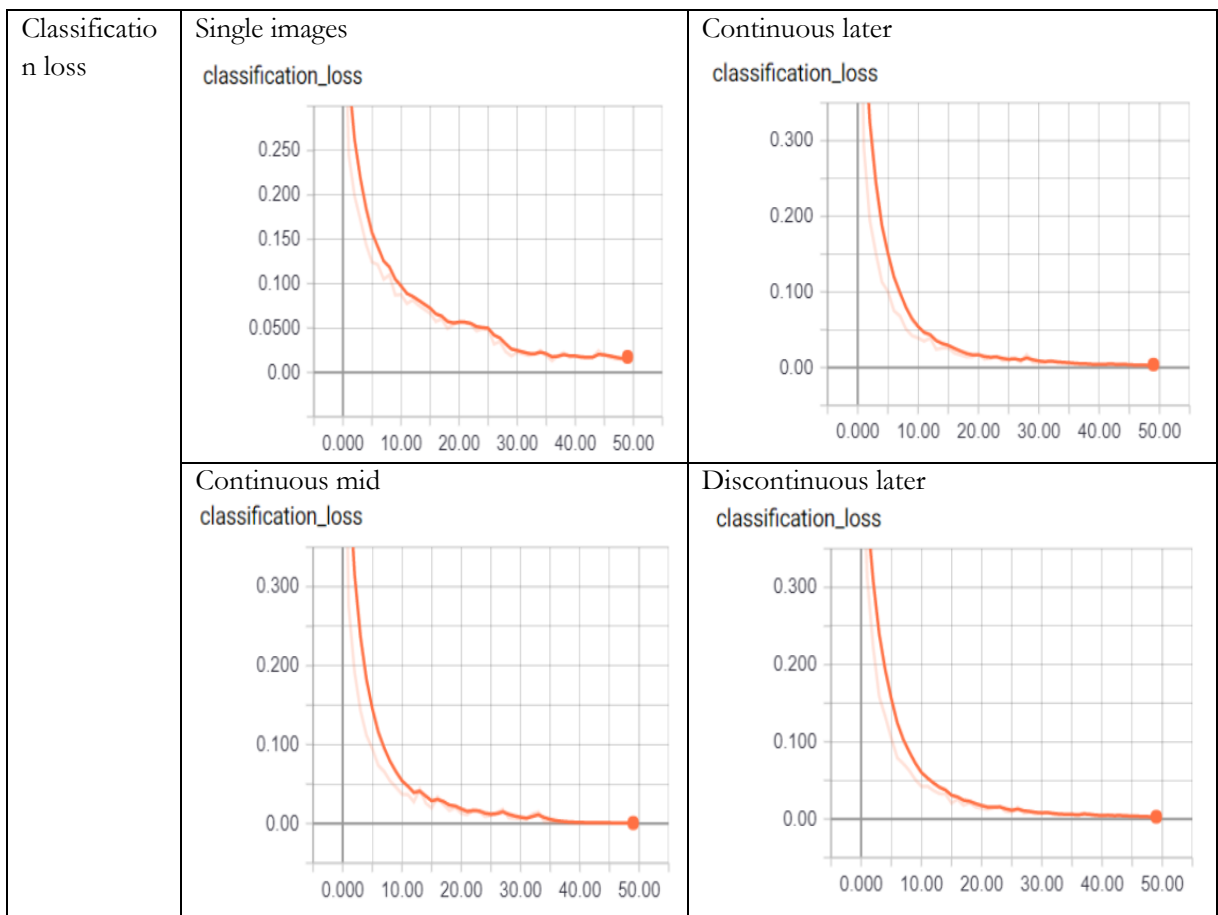 Classificatio
n loss
Single images
classification_loss
0.250
0.200
0.150
0.100
0.0500
0.00
0.000 10.00 20.00 30.00 40.00 50.00
Continuous later
classification_loss
0.300
0.200
0.100
0.00
0.000 10.00 20.00 30.00 40.00 50.00
Continuous mid
classification_loss
0.300
0.200
0.100
0.00
0.000 10.00 20.00 30.00 40.00 50.00
Discontinuous later
classification_loss
0.300
0.200
0.100
0.00
0.000 10.00 20.00 30.00 40.00 50.00